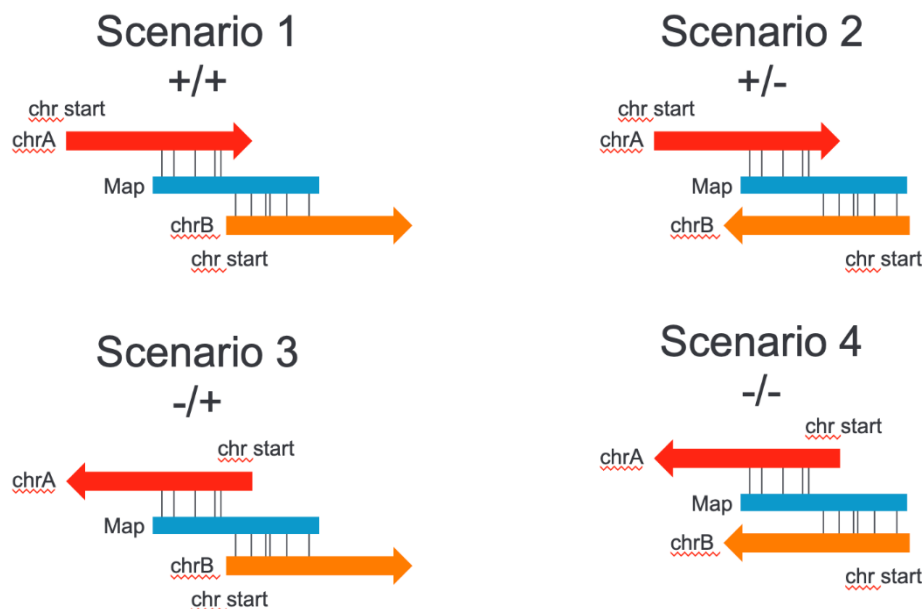 Scenario 1
+/+
chr start
chrA
Map
chrB
chr start
Scenario 2
+/-
chr start
chrA
Map
chrB
chr start
Scenario 3
-/+
chr start
chrA
Map
chrB
chr start
Scenario 4
-/-
chr start
chrA
Map
chrB
chr start